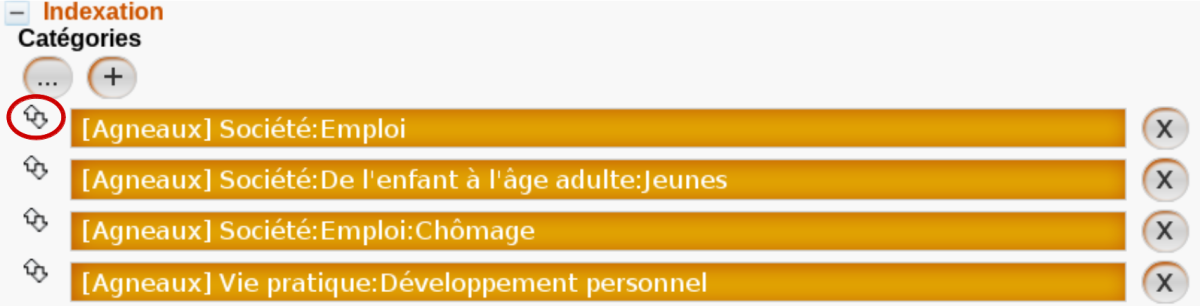 Indexation
Catégories
... +
[Agneaux] Société:Emploi X
[Agneaux] Société:De l'enfant à l'âge adulte:Jeunes X
[Agneaux] Société:Emploi:Chômage X
[Agneaux] Vie pratique:Développement personnel X